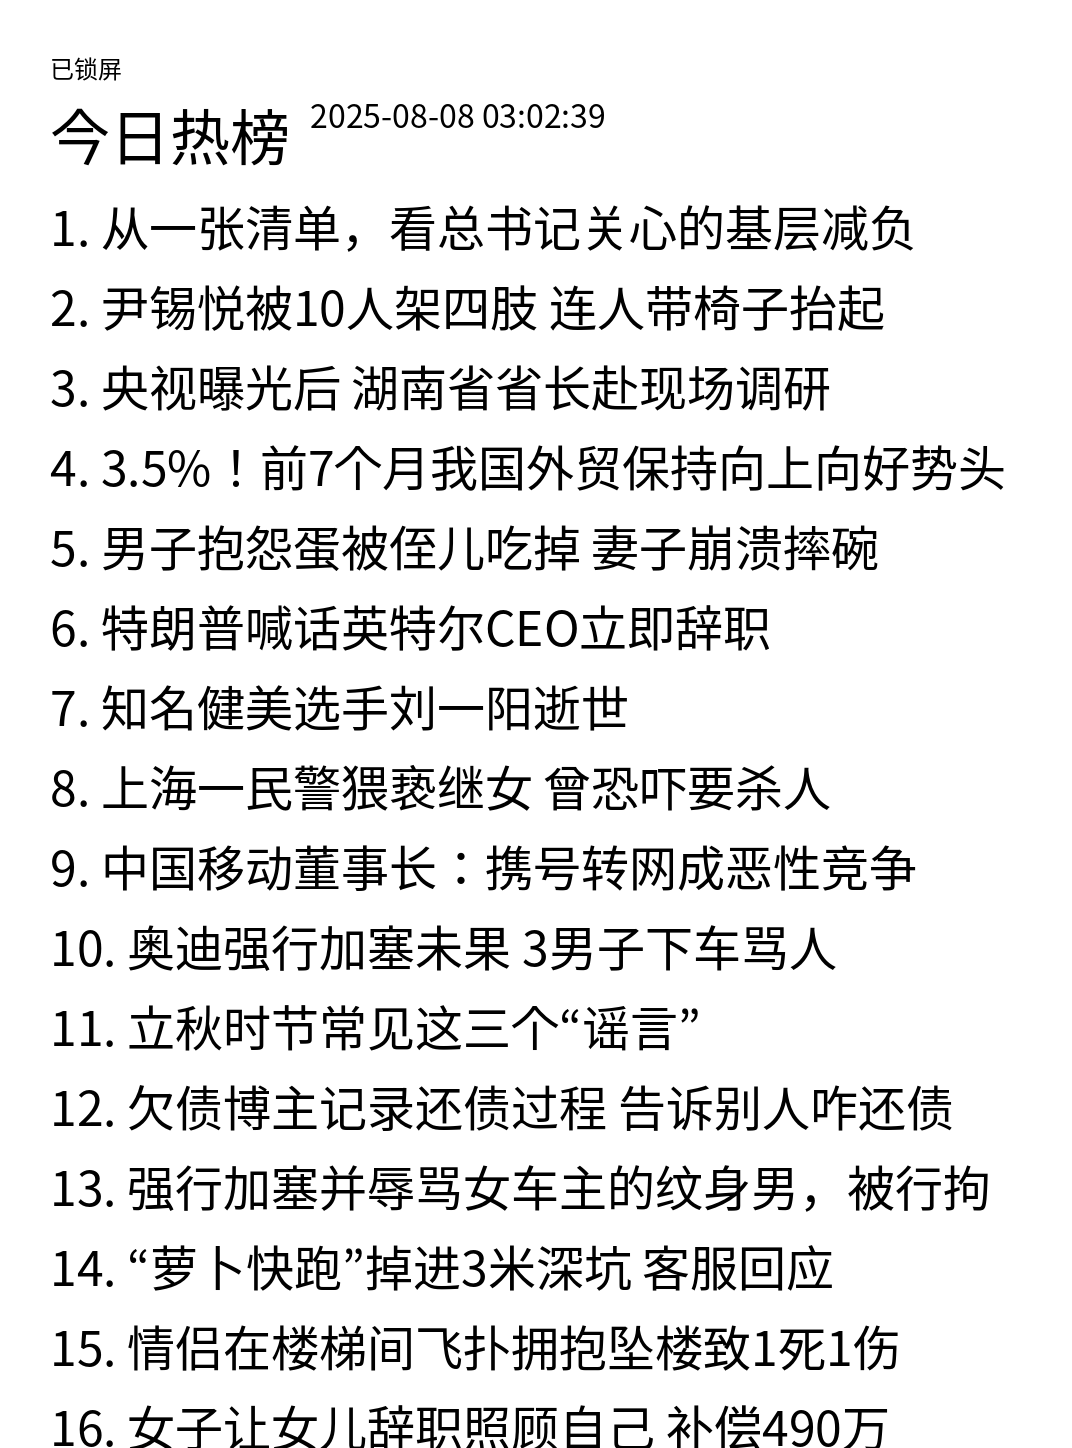 已锁屏
今日热榜 2025-08-08 03:02:39
1. 从一张清单，看总书记关心的基层减负
2. 尹锡悦被10人架四肢 连人带椅子抬起
3. 央视曝光后 湖南省省长赴现场调研
4. 3.5%！前7个月我国外贸保持向上向好势头
5. 男子抱怨蛋被侄儿吃掉 妻子崩溃摔碗
6. 特朗普喊话英特尔CEO立即辞职
7. 知名健美选手刘一阳逝世
8. 上海一民警猥亵继女 曾恐吓要杀人
9. 中国移动董事长：携号转网成恶性竞争
10. 奥迪强行加塞未果 3男子下车骂人
11. 立秋时节常见这三个“谣言”
12. 欠债博主记录还债过程 告诉别人咋还债
13. 强行加塞并辱骂女车主的纹身男，被行拘
14. “萝卜快跑”掉进3米深坑 客服回应
15. 情侣在楼梯间飞扑拥抱坠楼致1死1伤
16. 女子让女儿辞职照顾自己 补偿490万